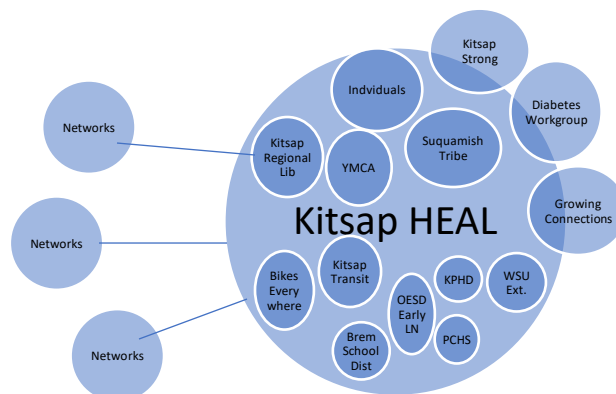 Kitsap
Strong
Indviduals
Diabetes
Workgroup
Networks
Kitsap
Regional
Lib
YMCA
Suquamish
Tribe
Growing
Connections
Kitsap HEAL
Networks
Kitsap
Transit
Bikes
Every
where
OESD
Early
LN
KPHD
WSU
Ext.
Brem
School
Dist
PCHS
Networks